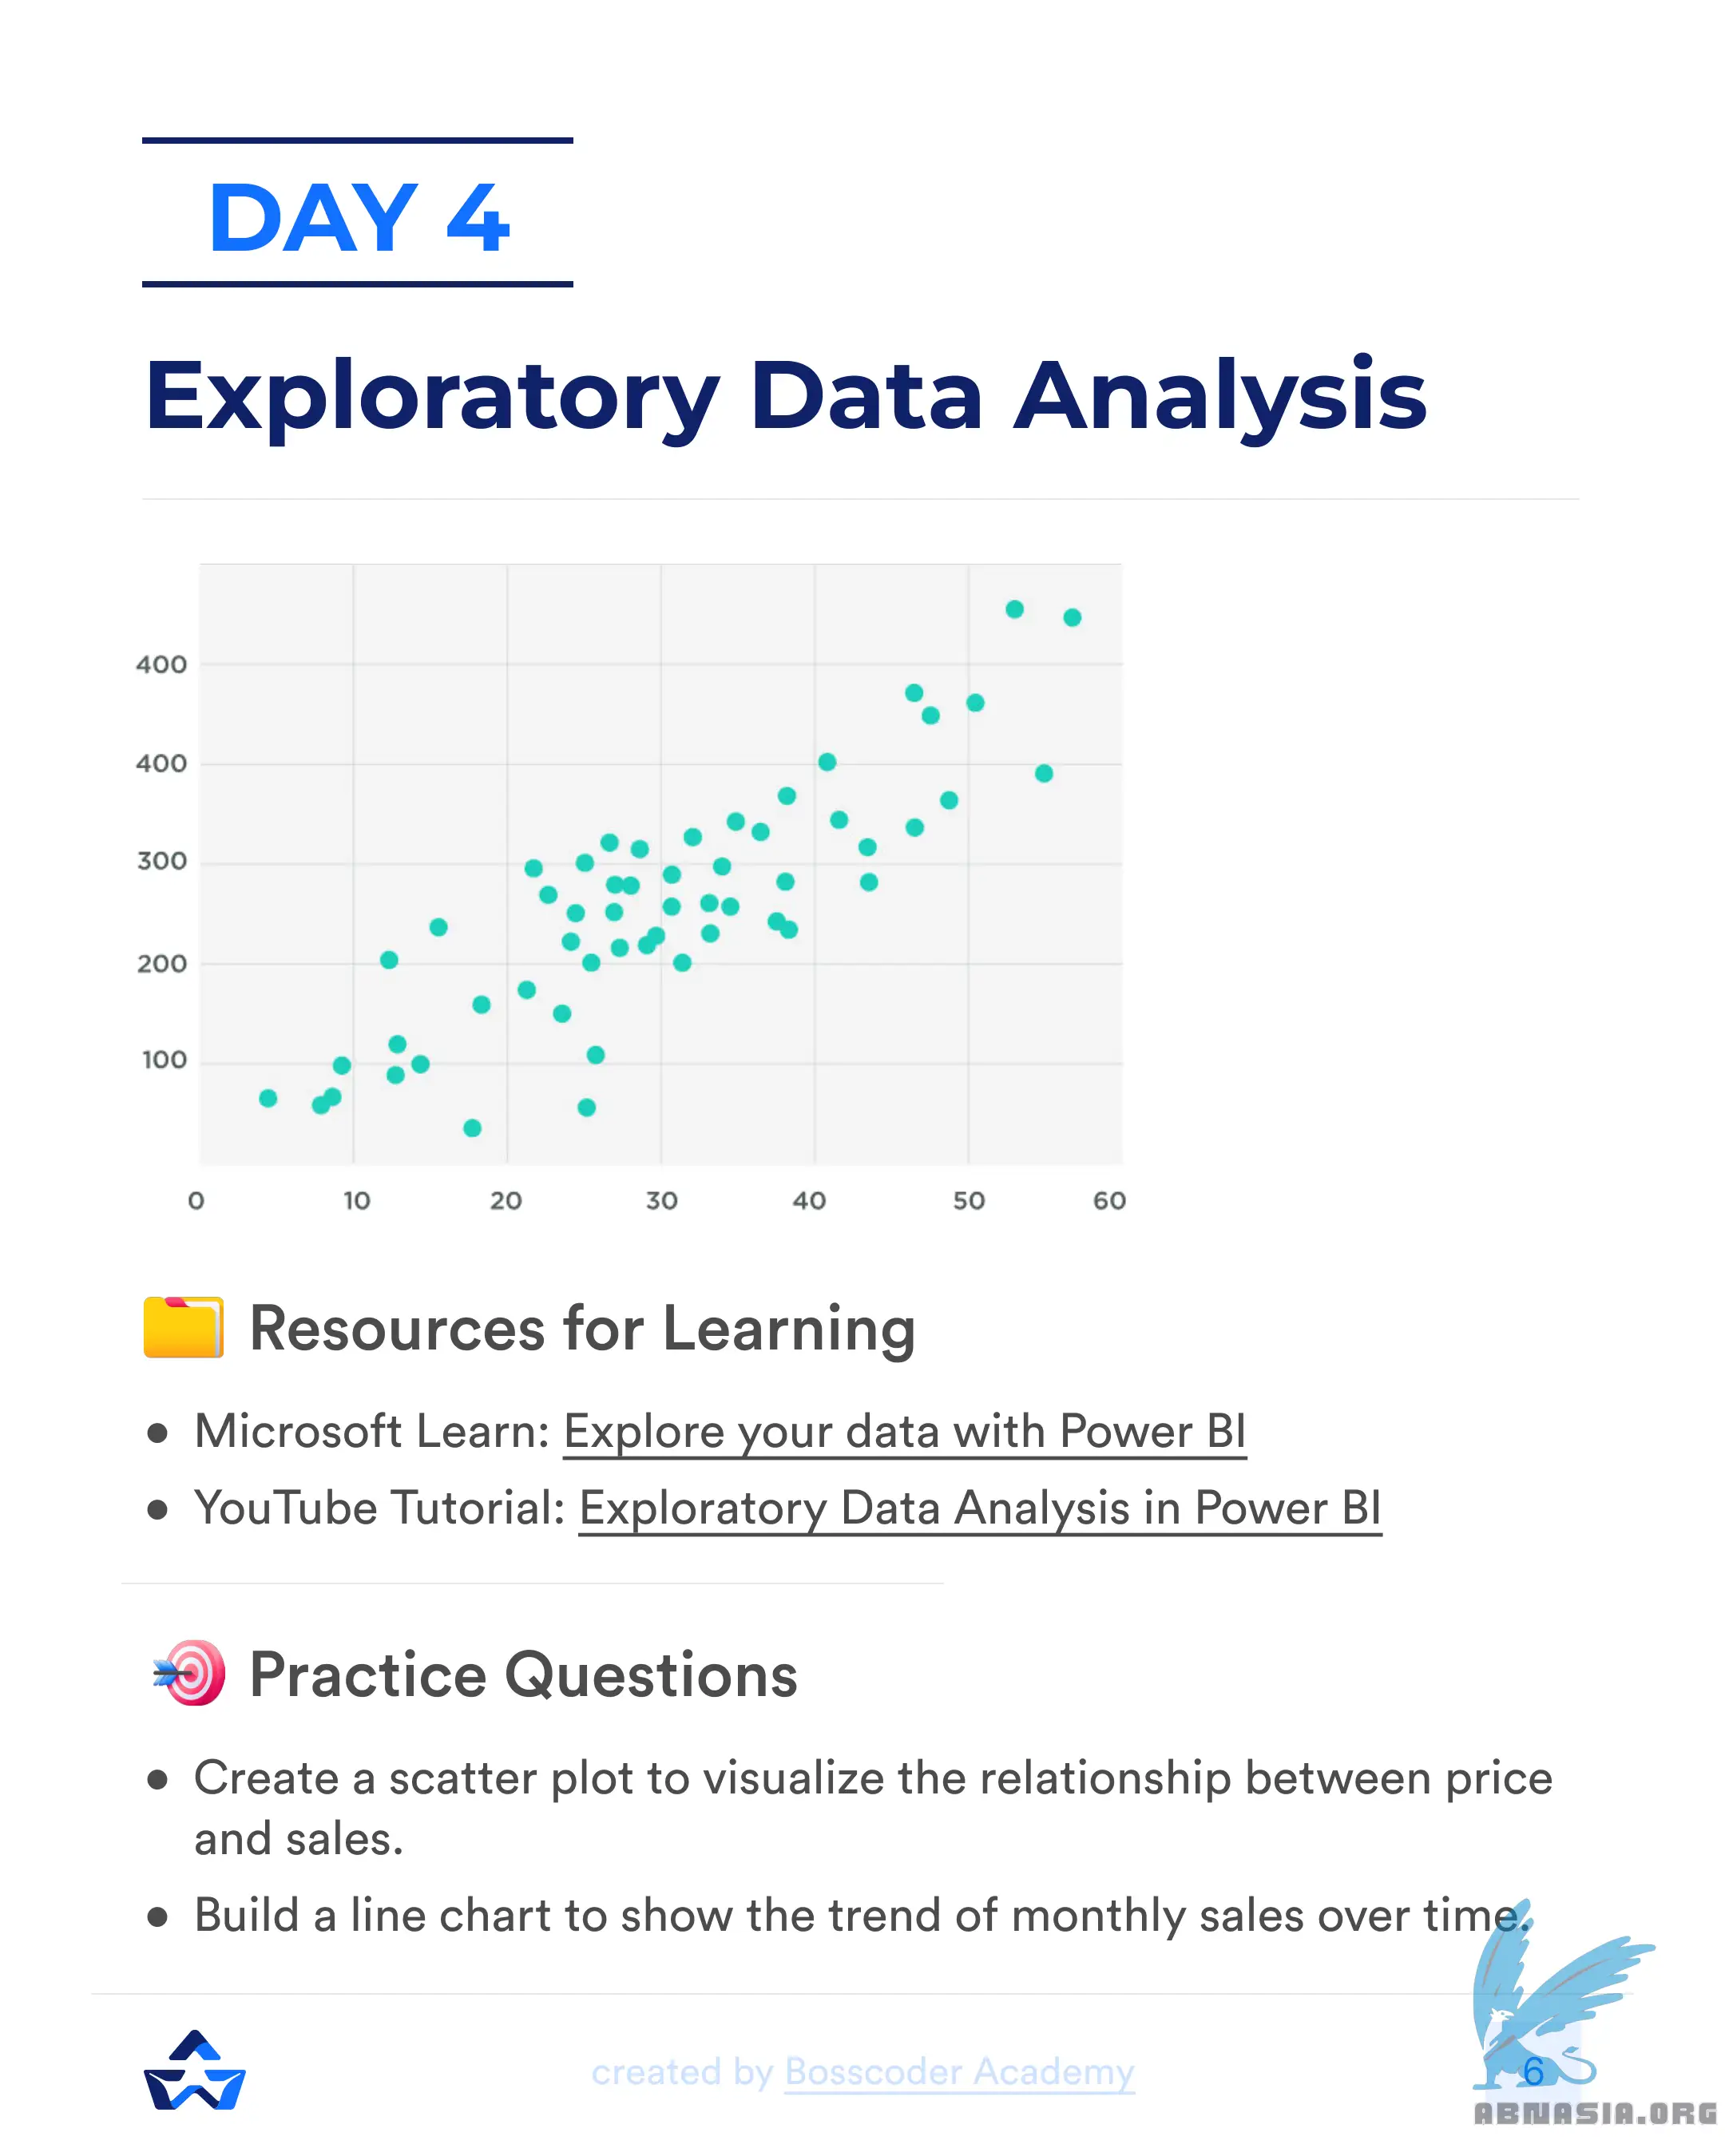 DAY 4
Exploratory Data Analysis
400
400
300
200
100
0 10 20 30 40 50 60
Resources for Learning
● Microsoft Learn: Explore your data with Power BI
● YouTube Tutorial: Exploratory Data Analysis in Power BI
Practice Questions
● Create a scatter plot to visualize the relationship between price
and sales.
● Build a line chart to show the trend of monthly sales over time.
created by Bosscoder Academy
6
ABNASIA.ORG